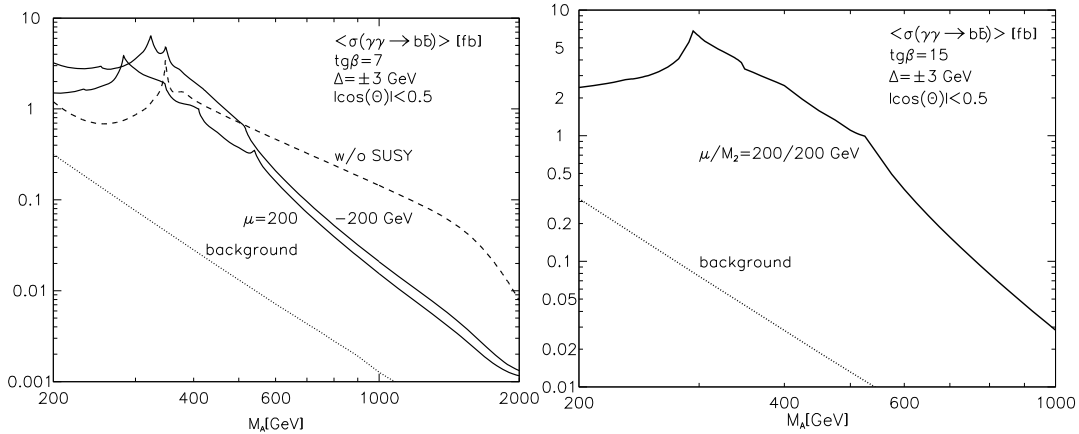 10
1
0.1
0.01
0.001
200
400
600
1000
2000
M_A[GeV]
<σ(γγ→bb̄)> [fb]
tgβ=7
Δ=±3 GeV
|cos(Θ)|<0.5
w/o SUSY
μ=200
−200 GeV
background
10
5
2
1
0.5
0.2
0.1
0.05
0.02
0.01
200
400
600
800
1000
M_A[GeV]
<σ(γγ→bb̄)> [fb]
tgβ=15
Δ=±3 GeV
|cos(Θ)|<0.5
μ/M₂=200/200 GeV
background